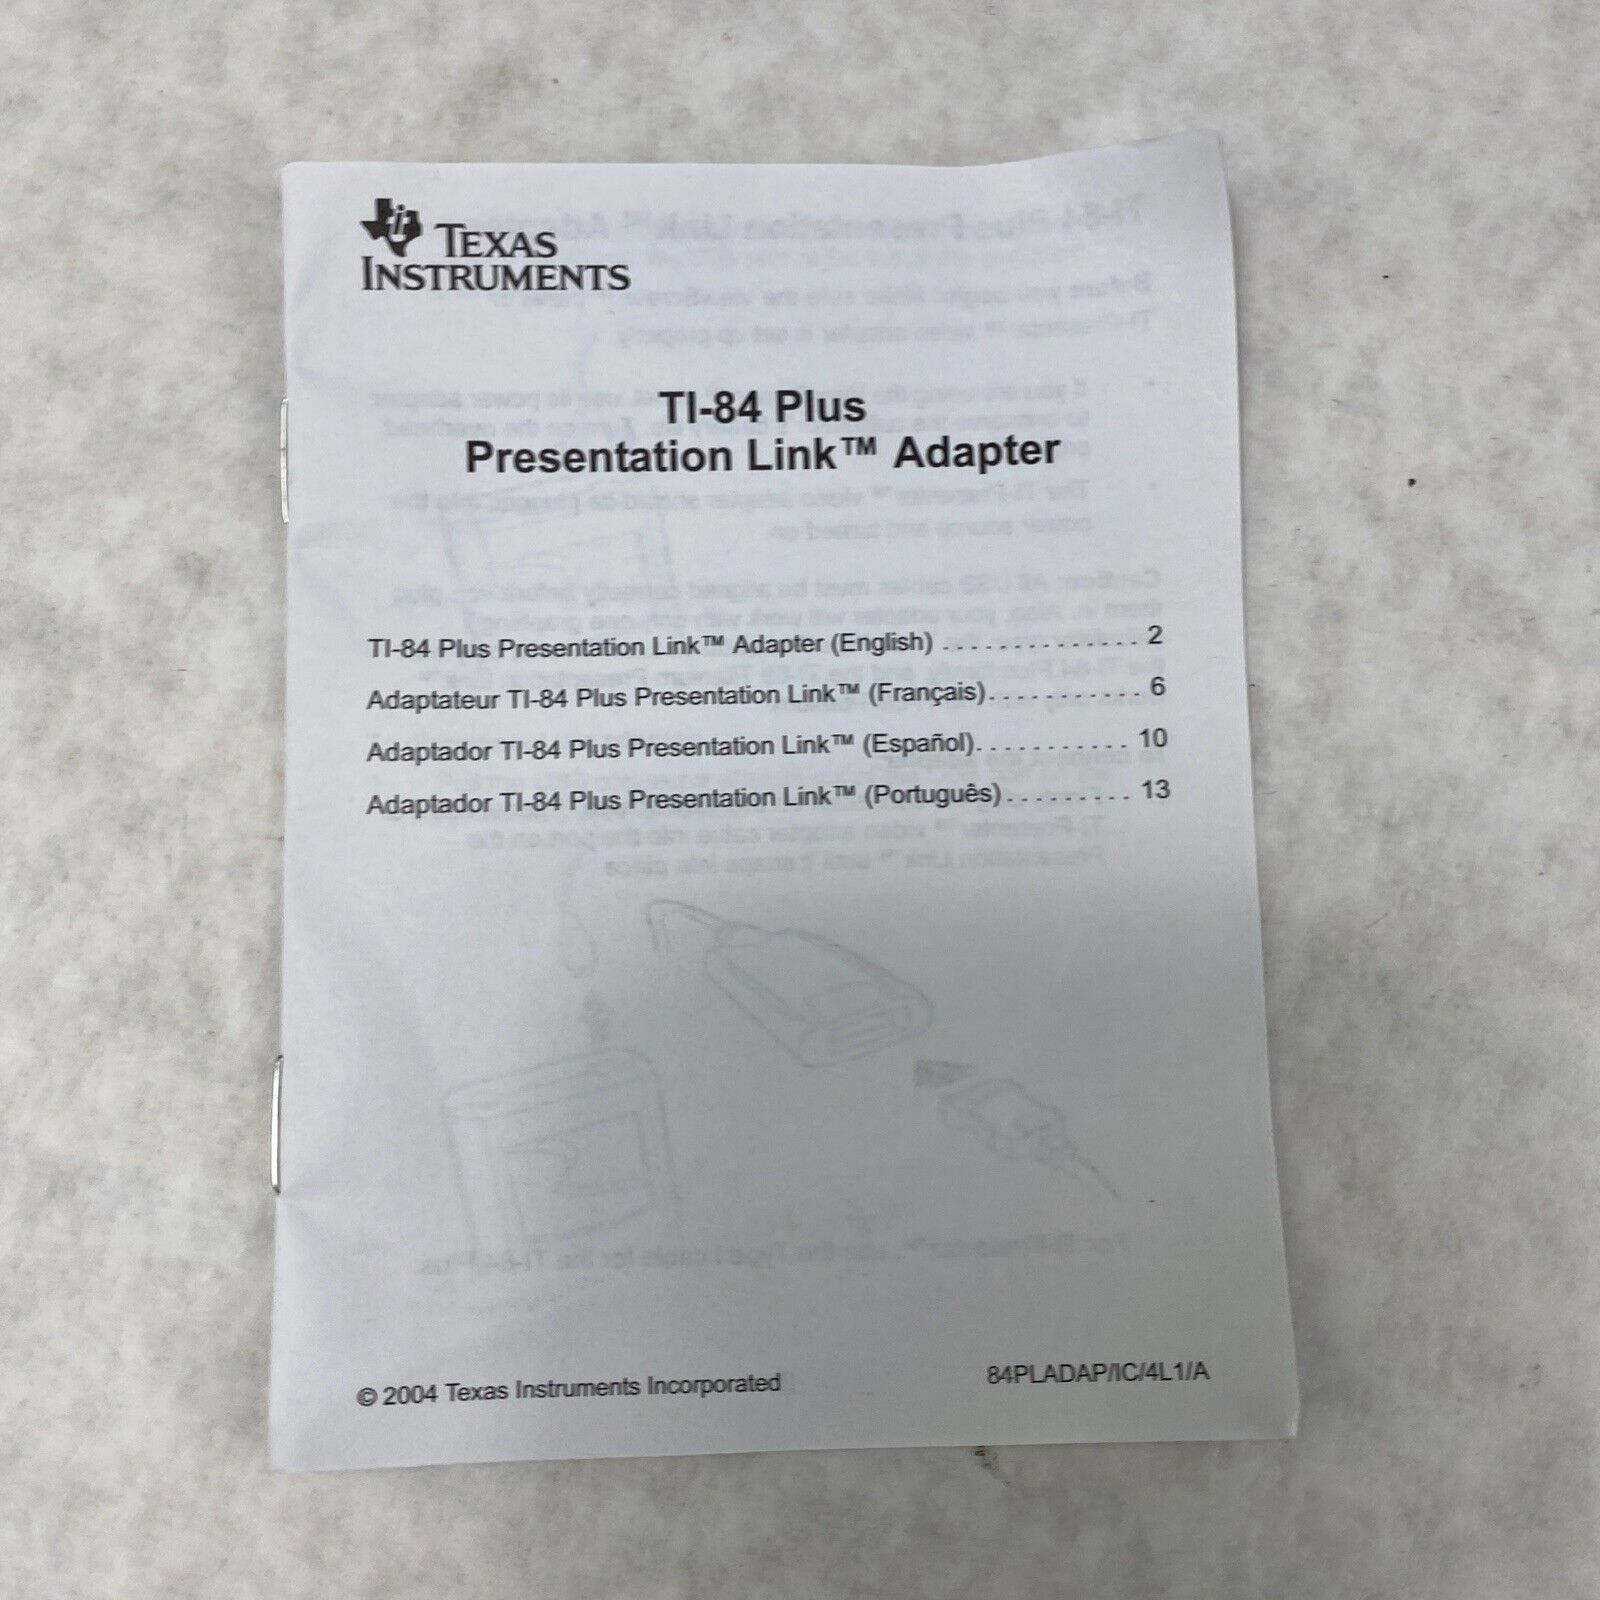 TEXAS
INSTRUMENTS
TI-84 Plus
Presentation Link™ Adapter
TI-84 Plus Presentation Link™ Adapter (English) . . . . . . . . . . . . . . 2
Adaptateur TI-84 Plus Presentation Link™ (Français). . . . . . . . . . . 6
Adaptador TI-84 Plus Presentation Link™ (Español). . . . . . . . . . . 10
Adaptador TI-84 Plus Presentation Link™ (Português) . . . . . . . . . 13
© 2004 Texas Instruments Incorporated
84PLADAP/IC/4L1/A